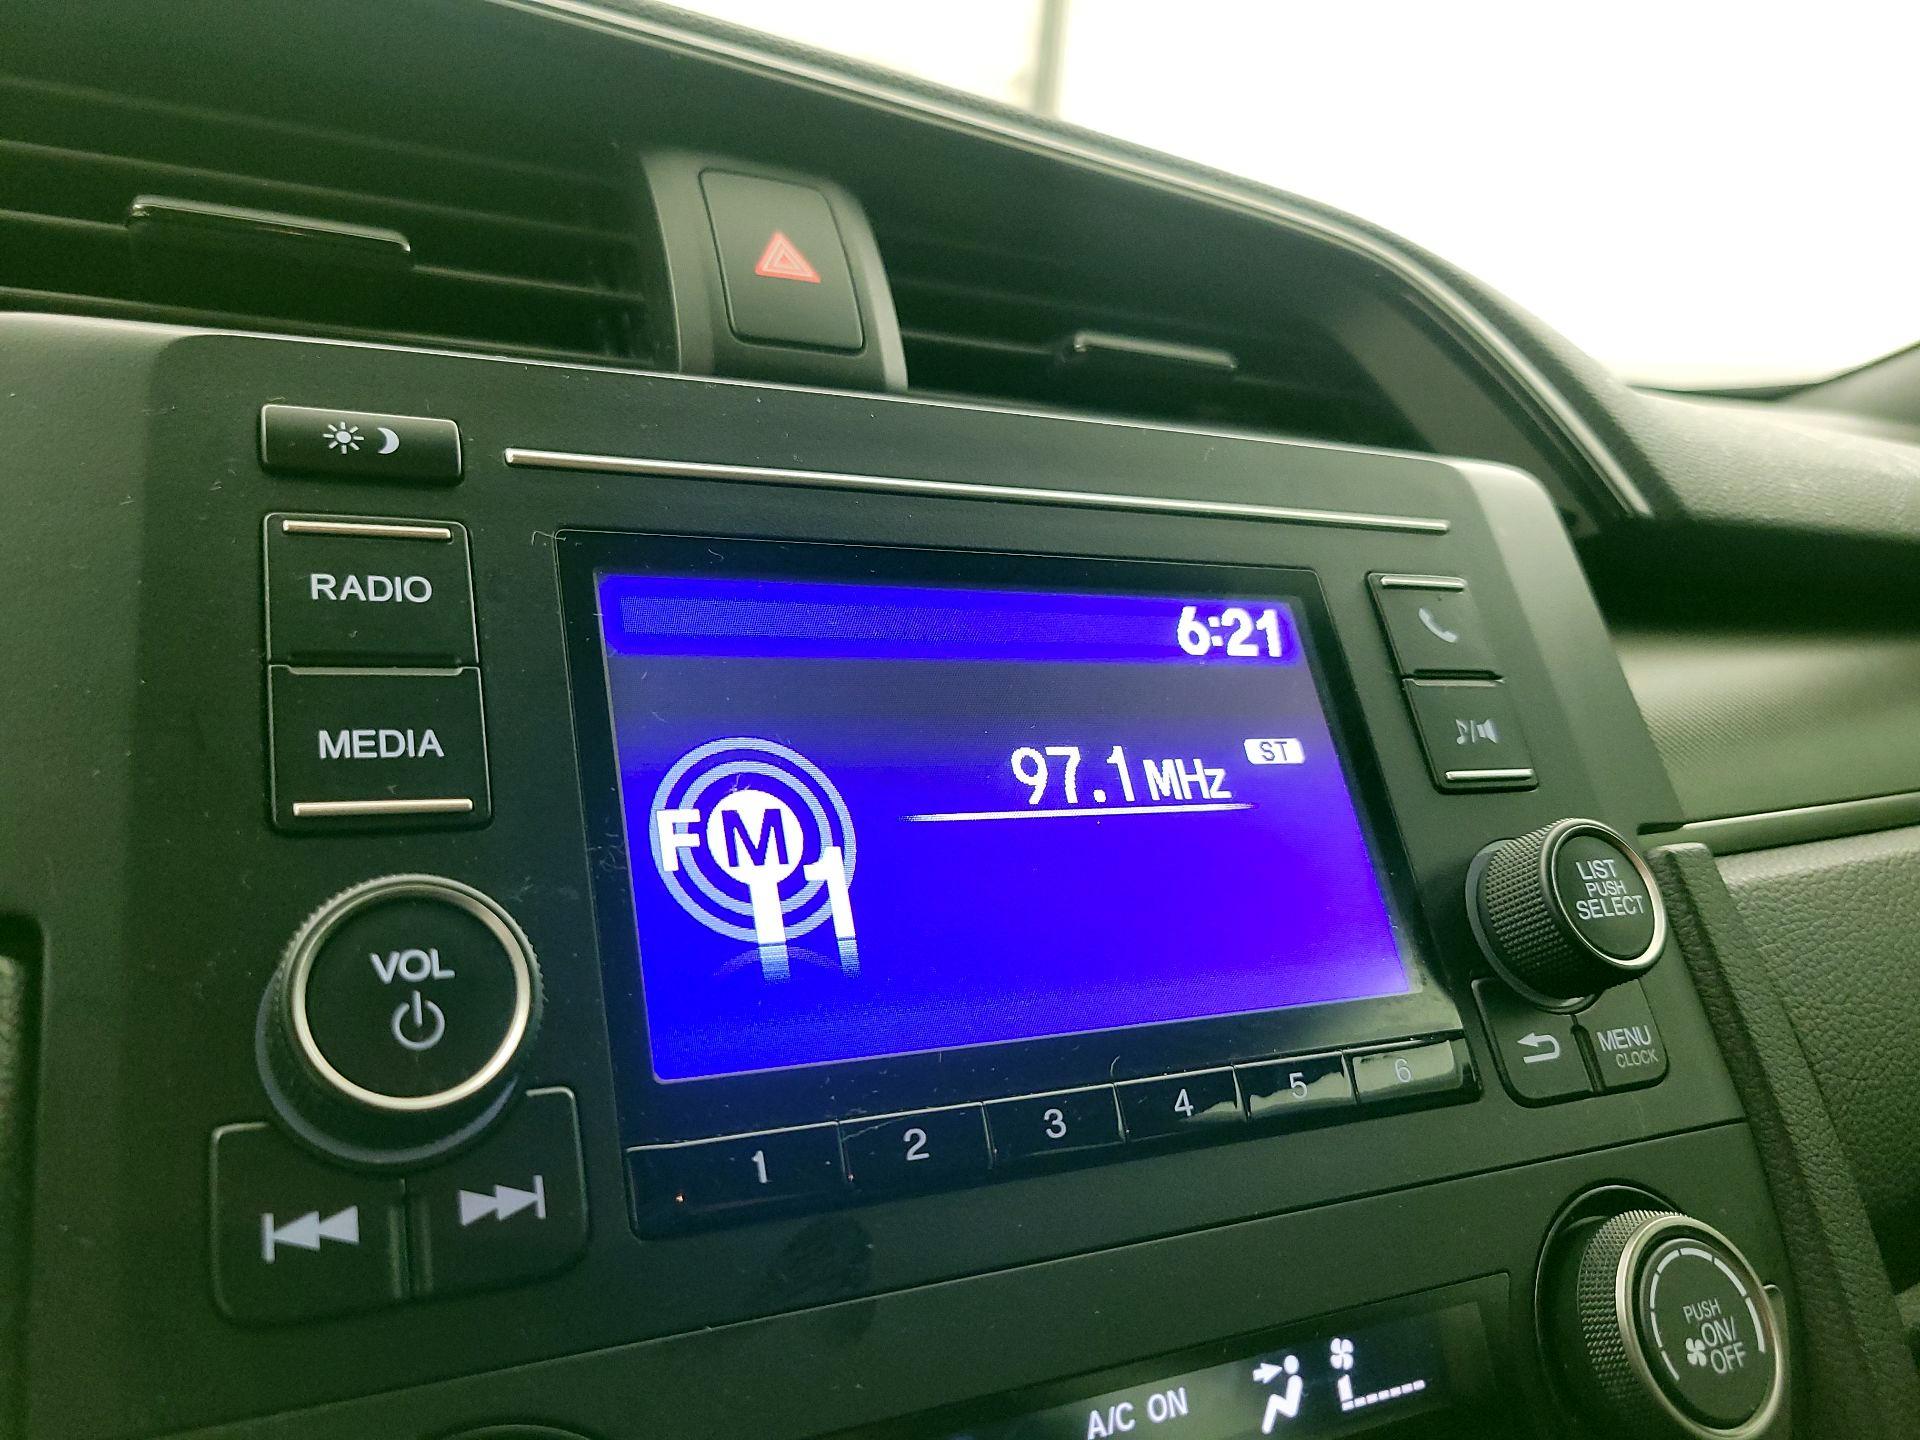 RADIO
MEDIA
VOL
6:21
97.1 MHz
ST
FM
1
LIST
PUSH
SELECT
MENU
CLOCK
1 2 3 4 5 6
PUSH
ON/
OFF
A/C ON